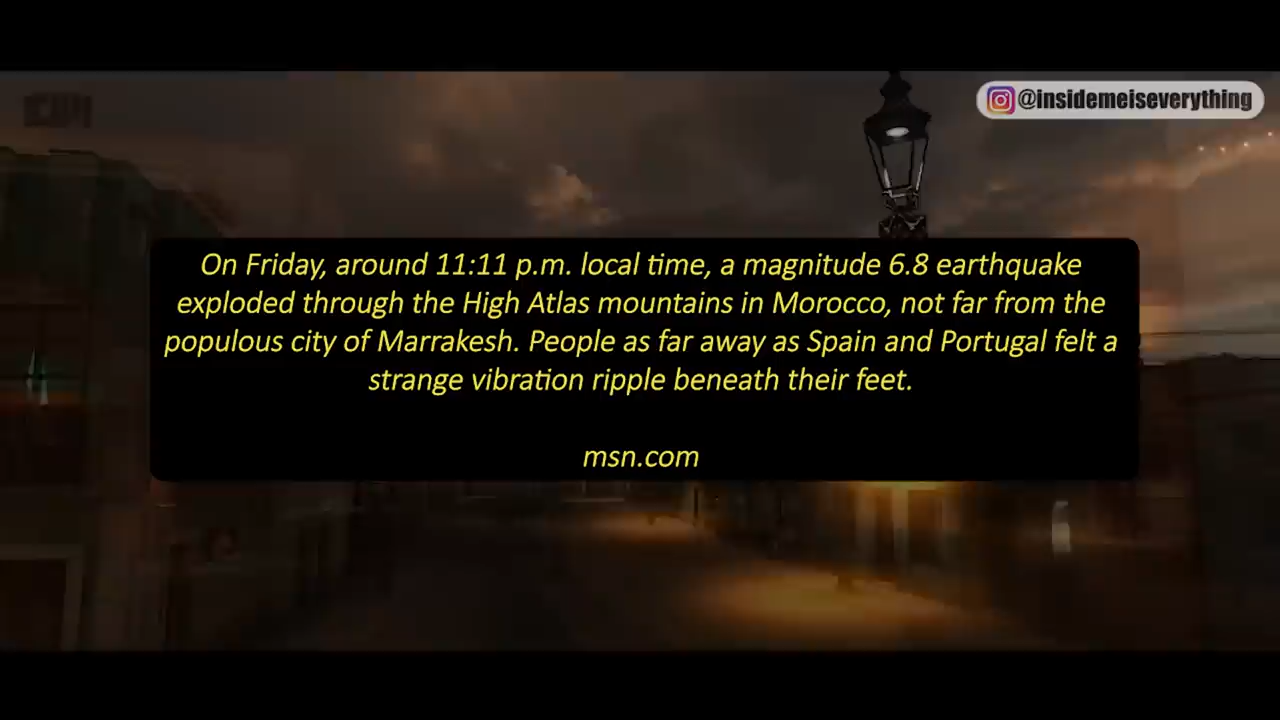 @insidemeiseverything
On Friday, around 11:11 p.m. local time, a magnitude 6.8 earthquake
exploded through the High Atlas mountains in Morocco, not far from the
populous city of Marrakesh. People as far away as Spain and Portugal felt a
strange vibration ripple beneath their feet.
msn.com